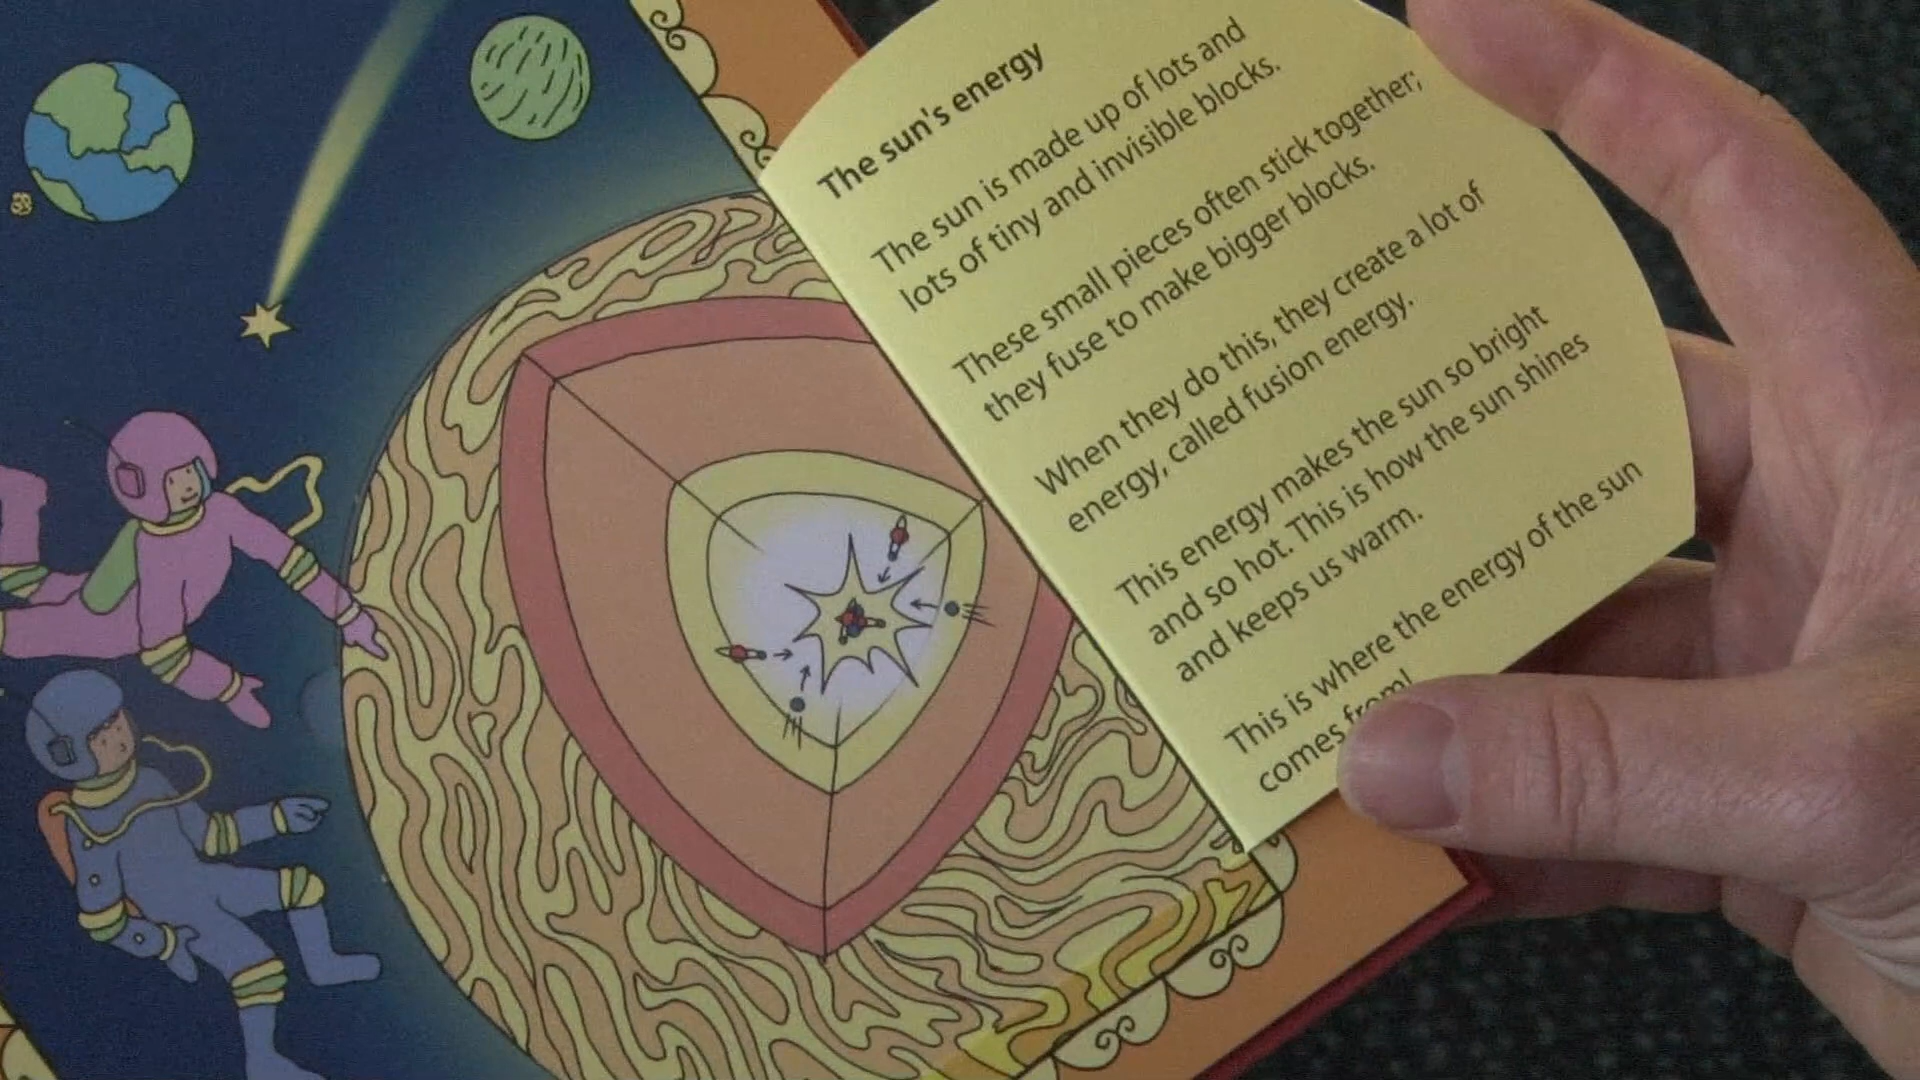 The sun's energy
The sun is made up of lots and
lots of tiny and invisible blocks.
These small pieces often stick together;
they fuse to make bigger blocks.
When they do this, they create a lot of
energy, called fusion energy.
This energy makes the sun so bright
and so hot. This is how the sun shines
and keeps us warm.
This is where the energy of the sun
comes from!